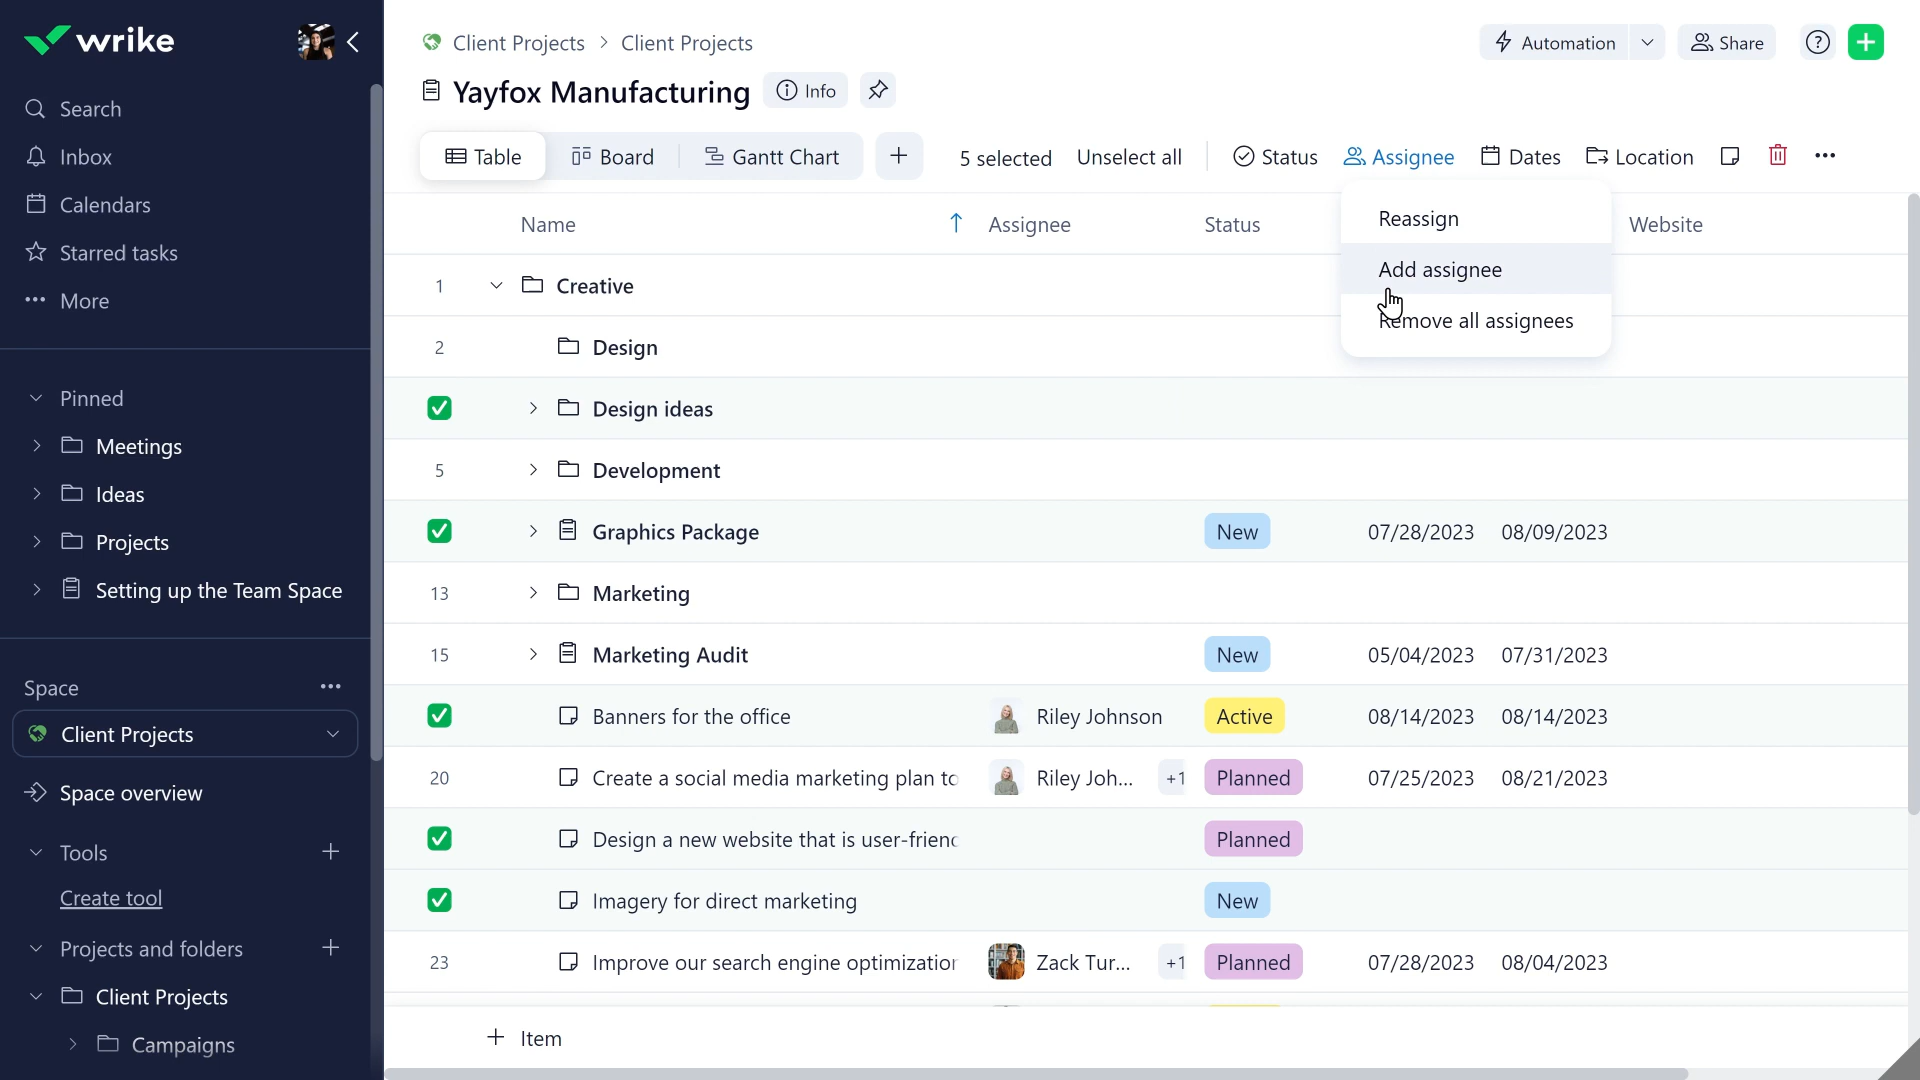 wrike
Search
Inbox
Calendars
Starred tasks
More
Pinned
Meetings
Ideas
Projects
Setting up the Team Space
Space
Client Projects
Space overview
Tools
Create tool
Projects and folders
Client Projects
Campaigns
Client Projects > Client Projects
Automation
Share
Yayfox Manufacturing
Info
Table
Board
Gantt Chart
5 selected
Unselect all
Status
Assignee
Dates
Location
Reassign
Add assignee
Remove all assignees
Name Assignee Status Website
1 Creative
2 Design
Design ideas
5 Development
Graphics Package New 07/28/2023 08/09/2023
13 Marketing
15 Marketing Audit New 05/04/2023 07/31/2023
Banners for the office Riley Johnson Active 08/14/2023 08/14/2023
20 Create a social media marketing plan to Riley Joh... +1 Planned 07/25/2023 08/21/2023
Design a new website that is user-friend Planned
Imagery for direct marketing New
23 Improve our search engine optimization Zack Tur... +1 Planned 07/28/2023 08/04/2023
+ Item